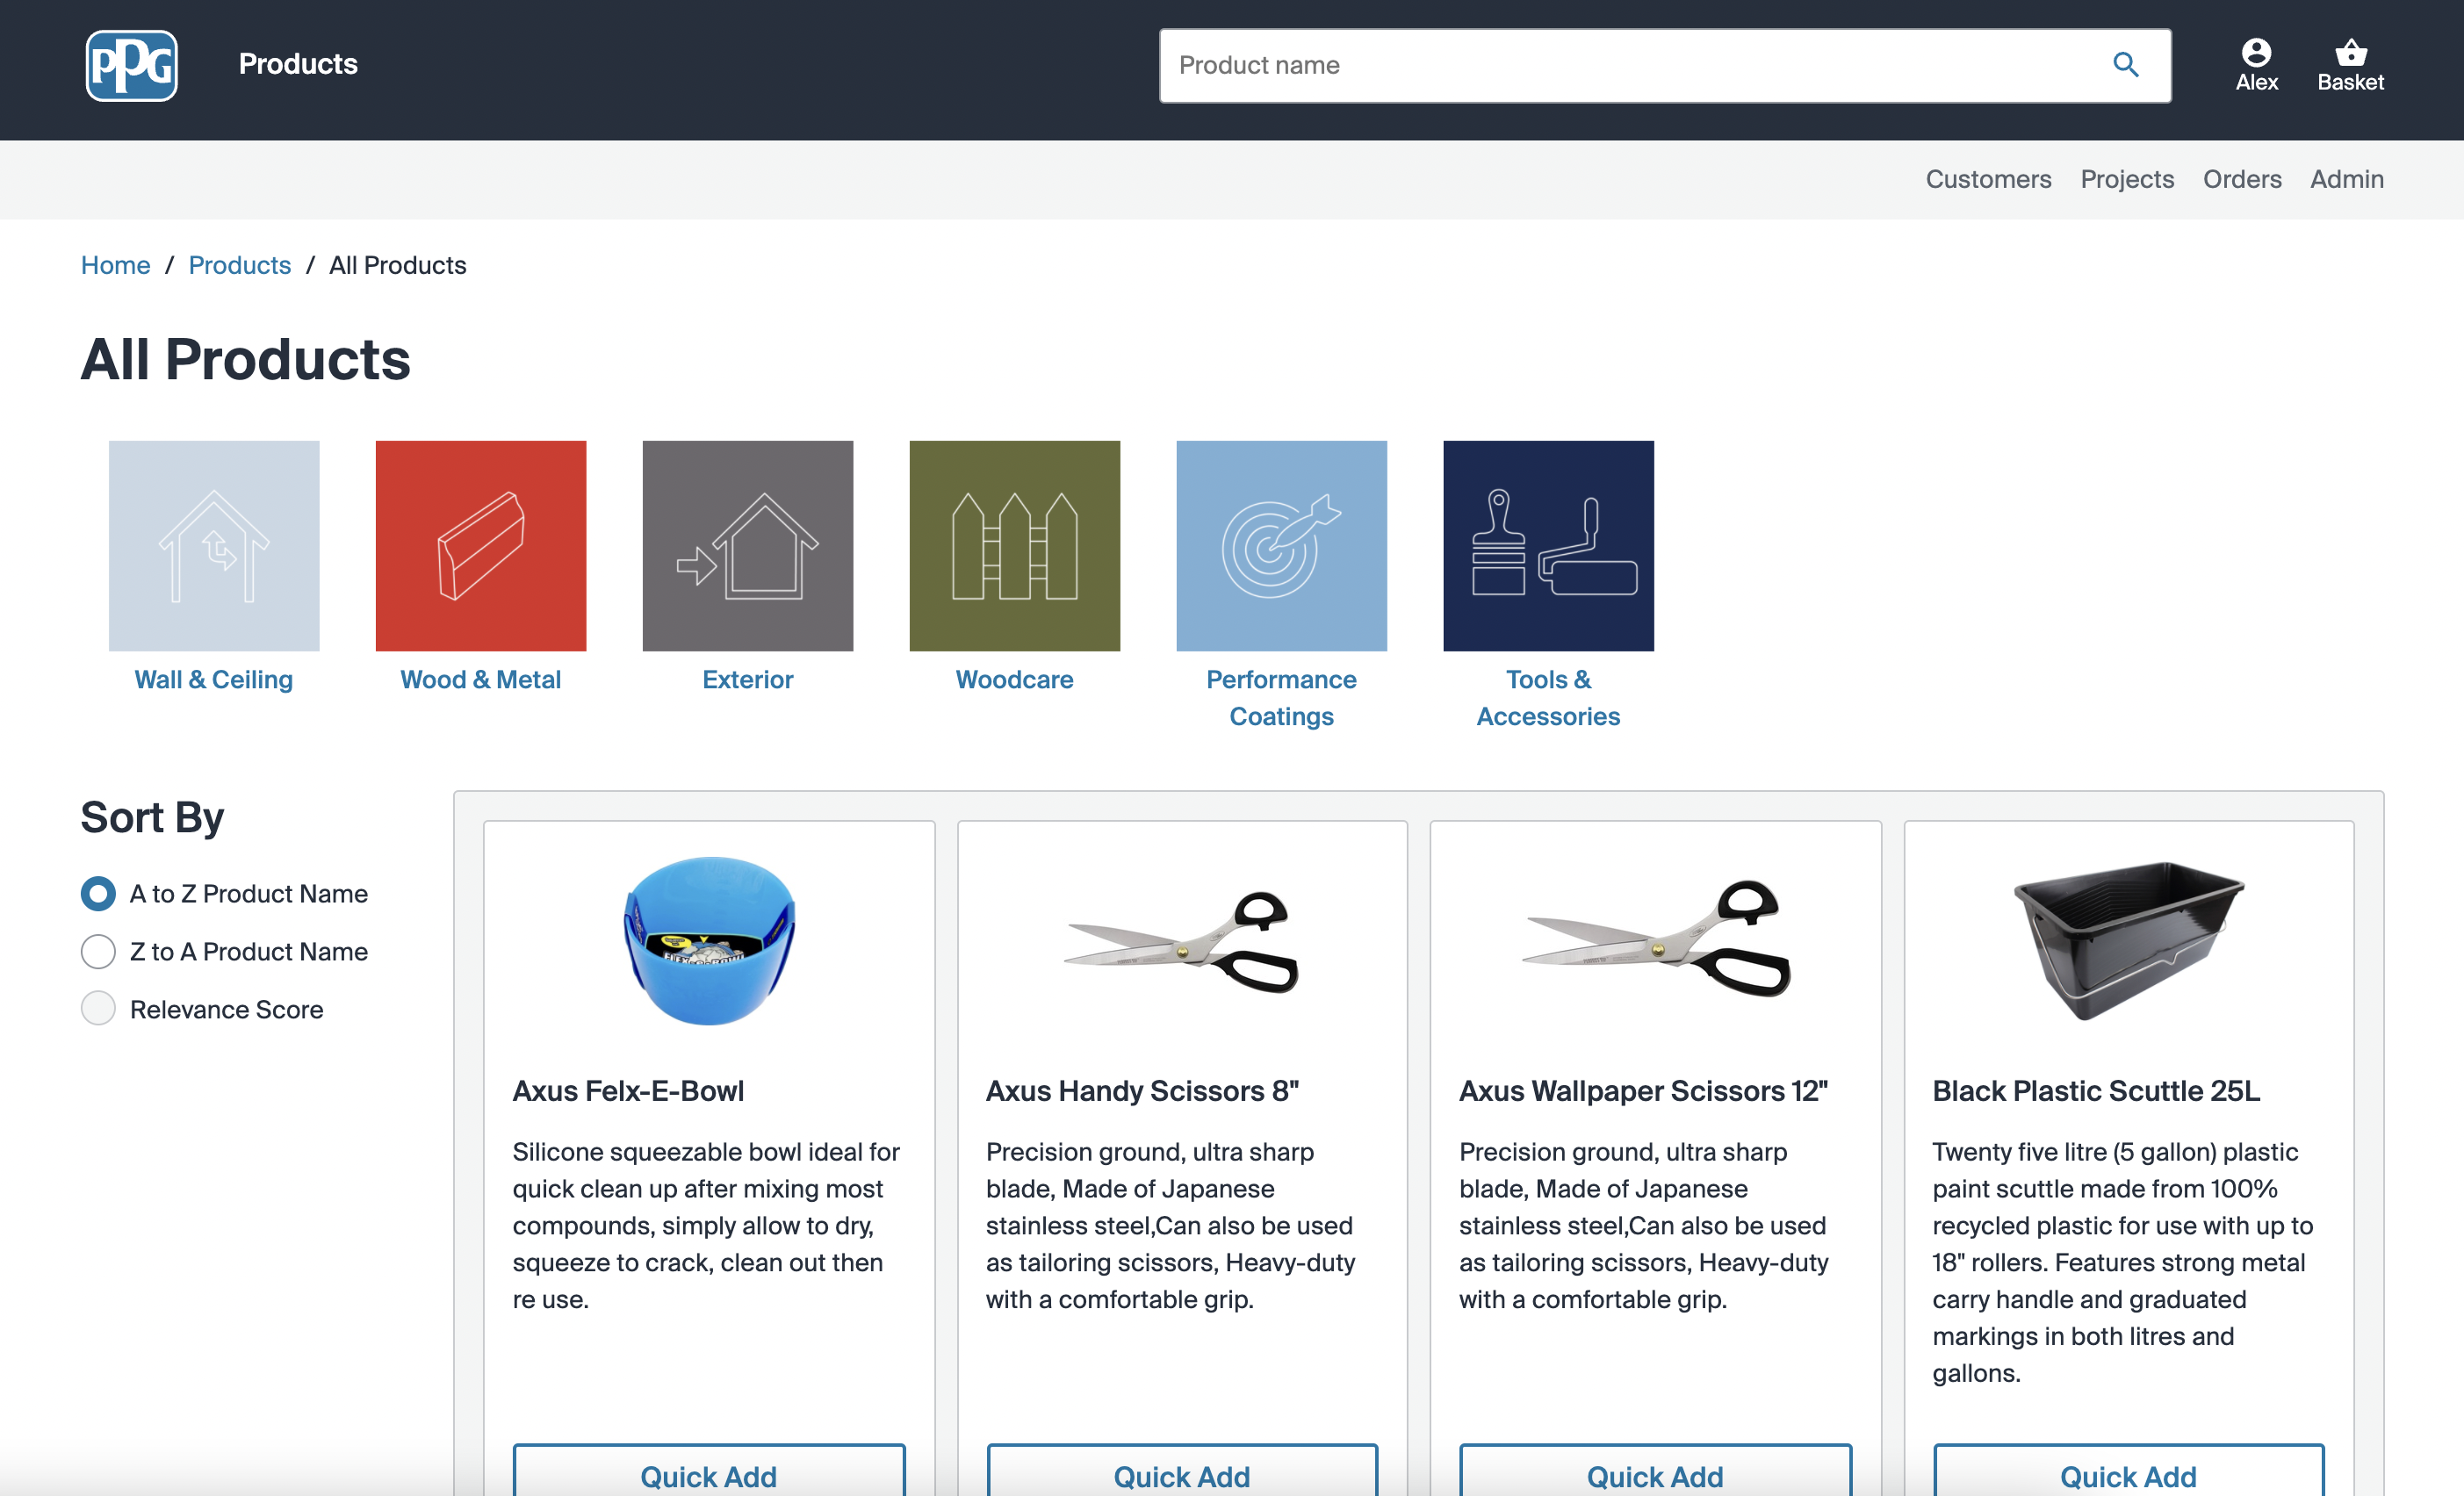 PPG
Products
Product name
Alex
Basket
Customers
Projects
Orders
Admin
Home / Products / All Products
All Products
Wall & Ceiling
Wood & Metal
Exterior
Woodcare
Performance
Coatings
Tools &
Accessories
Sort By
A to Z Product Name
Z to A Product Name
Relevance Score
Axus Felx-E-Bowl
Silicone squeezable bowl ideal for
quick clean up after mixing most
compounds, simply allow to dry,
squeeze to crack, clean out then
re use.
Quick Add
Axus Handy Scissors 8"
Precision ground, ultra sharp
blade, Made of Japanese
stainless steel,Can also be used
as tailoring scissors, Heavy-duty
with a comfortable grip.
Quick Add
Axus Wallpaper Scissors 12"
Precision ground, ultra sharp
blade, Made of Japanese
stainless steel,Can also be used
as tailoring scissors, Heavy-duty
with a comfortable grip.
Quick Add
Black Plastic Scuttle 25L
Twenty five litre (5 gallon) plastic
paint scuttle made from 100%
recycled plastic for use with up to
18" rollers. Features strong metal
carry handle and graduated
markings in both litres and
gallons.
Quick Add